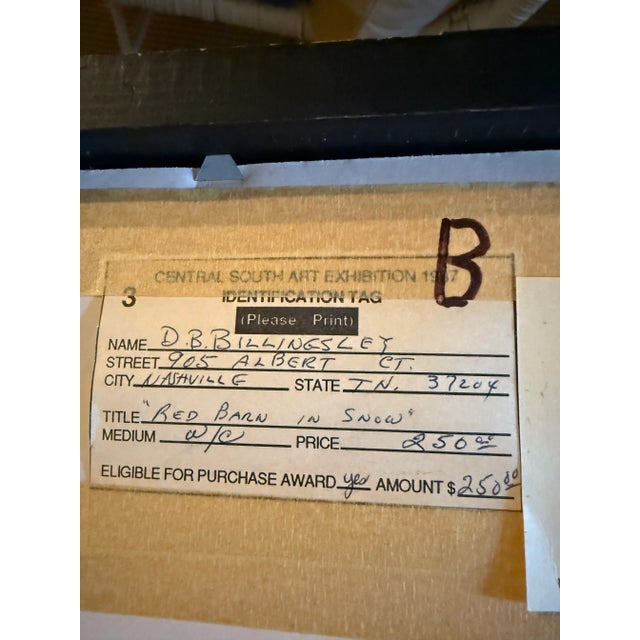 B
CENTRAL SOUTH ART EXHIBITION 1987
3 IDENTIFICATION TAG
(Please Print)
NAME D.B. BILLINGSLEY
STREET 905 ALBERT CT.
CITY NASHVILLE STATE TN. 37204
TITLE "RED BARN IN SNOW"
MEDIUM w/c PRICE 250.00
ELIGIBLE FOR PURCHASE AWARD yes AMOUNT $250.00